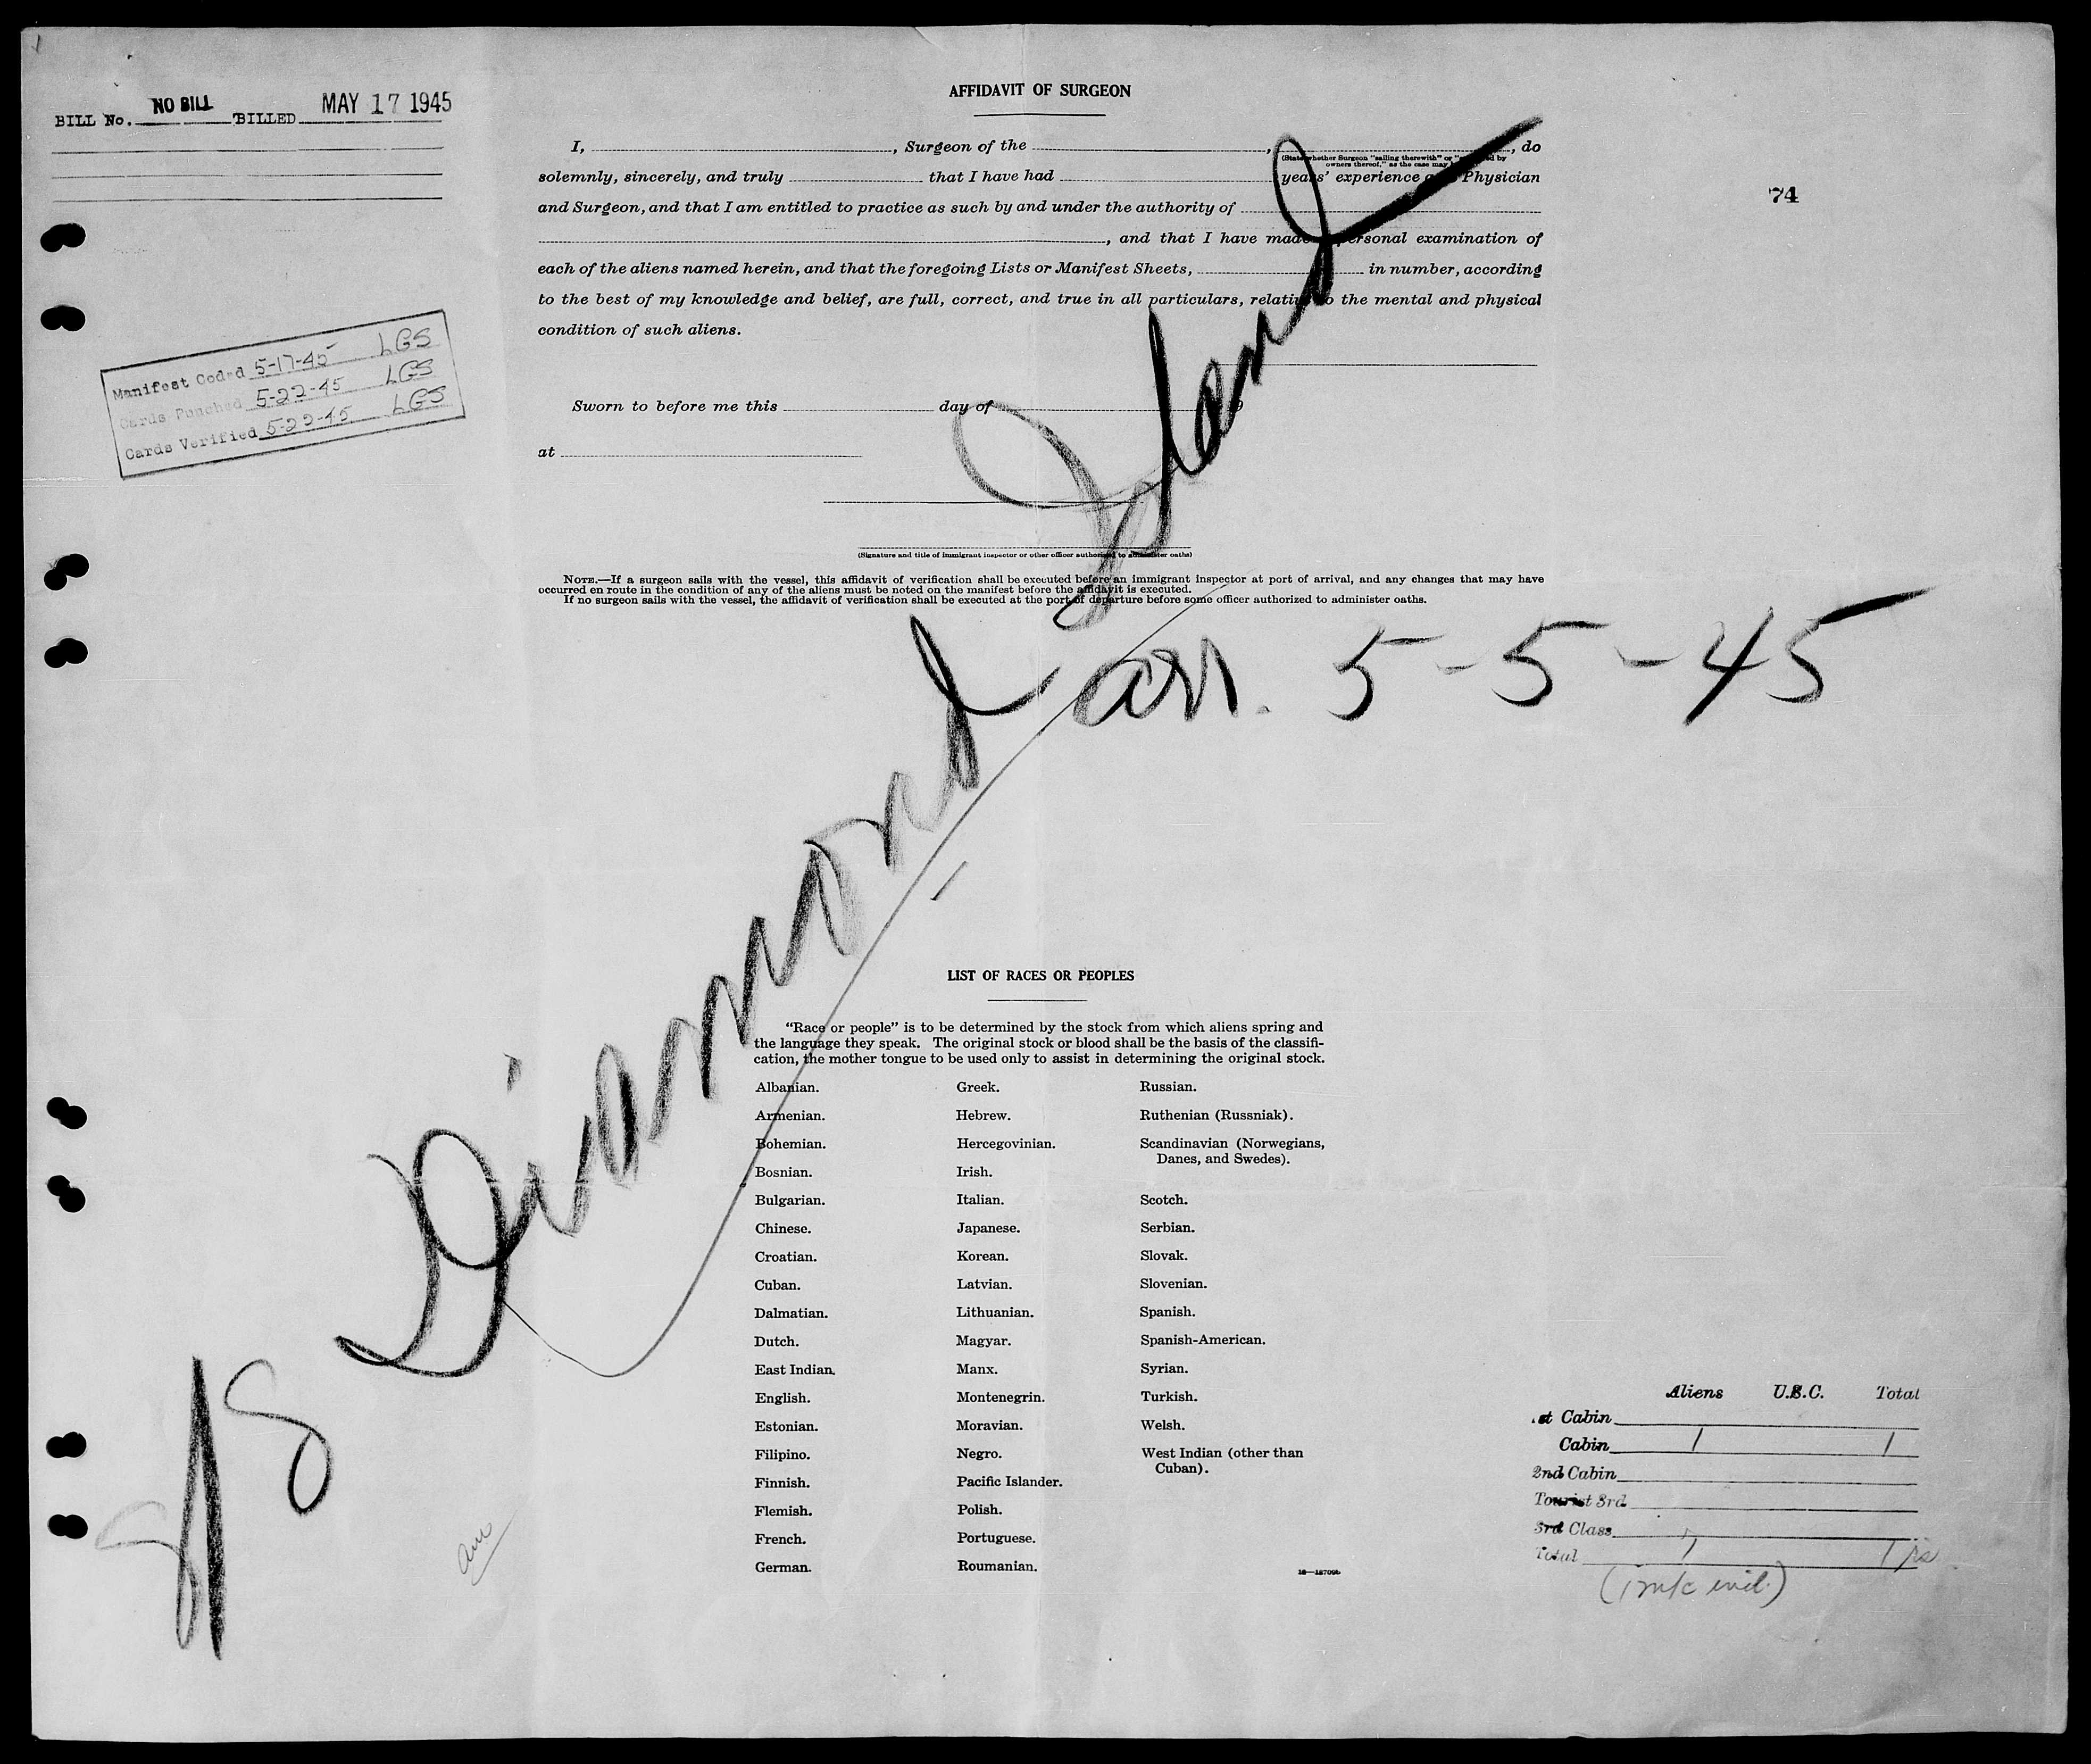 BILL No. NO BILL BILLED MAY 17 1945
AFFIDAVIT OF SURGEON
I, , Surgeon of the , , do
(State whether Surgeon "sailing therewith" or " ed by
owners thereof," as the case may
solemnly, sincerely, and truly that I have had years' experience as Physician
and Surgeon, and that I am entitled to practice as such by and under the authority of
, and that I have made personal examination of
each of the aliens named herein, and that the foregoing Lists or Manifest Sheets, in number, according
to the best of my knowledge and belief, are full, correct, and true in all particulars, relative to the mental and physical
condition of such aliens.
74
Manifest Coded 5-17-45 LGS
Cards Punched 5-22-45 LGS
Cards Verified 5-22-45 LGS
Sworn to before me this day of 9
at
(Signature and title of immigrant inspector or other officer authorized to administer oaths)
NOTE.—If a surgeon sails with the vessel, this affidavit of verification shall be executed before an immigrant inspector at port of arrival, and any changes that may have
occurred en route in the condition of any of the aliens must be noted on the manifest before the affidavit is executed.
If no surgeon sails with the vessel, the affidavit of verification shall be executed at the port of departure before some officer authorized to administer oaths.
S/S Diamond Island
arr. 5-5-45
LIST OF RACES OR PEOPLES
"Race or people" is to be determined by the stock from which aliens spring and
the language they speak. The original stock or blood shall be the basis of the classifi-
cation, the mother tongue to be used only to assist in determining the original stock.
Albanian.
Armenian.
Bohemian.
Bosnian.
Bulgarian.
Chinese.
Croatian.
Cuban.
Dalmatian.
Dutch.
East Indian.
English.
Estonian.
Filipino.
Finnish.
Flemish.
French.
German.
Greek.
Hebrew.
Hercegovinian.
Irish.
Italian.
Japanese.
Korean.
Latvian.
Lithuanian.
Magyar.
Manx.
Montenegrin.
Moravian.
Negro.
Pacific Islander.
Polish.
Portuguese.
Roumanian.
Russian.
Ruthenian (Russniak).
Scandinavian (Norwegians,
Danes, and Swedes).
Scotch.
Serbian.
Slovak.
Slovenian.
Spanish.
Spanish-American.
Syrian.
Turkish.
Welsh.
West Indian (other than
Cuban).
Aliens U.S.C. Total
st Cabin
Cabin 1 1
2nd Cabin
Tourist 3rd
3rd Class
Total 1 1